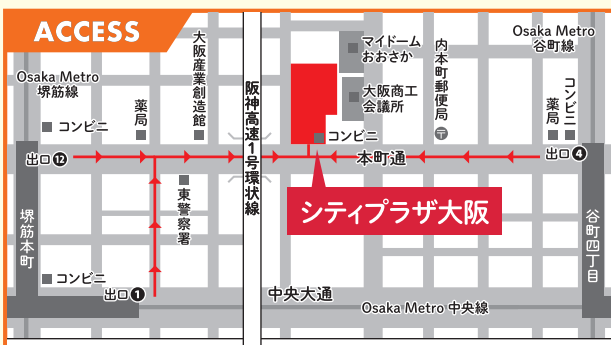 ACCESS
Osaka Metro
堺筋線
コンビニ
薬局
大阪産業創造館
阪神高速1号環状線
マイドーム
おおさか
大阪商工
会議所
内本町郵便局
〒
Osaka Metro
谷町線
コンビニ
薬局
コンビニ
出口12
本町通
出口4
東警察署
シティプラザ大阪
堺筋本町
谷町四丁目
コンビニ
出口1
中央大通
Osaka Metro 中央線